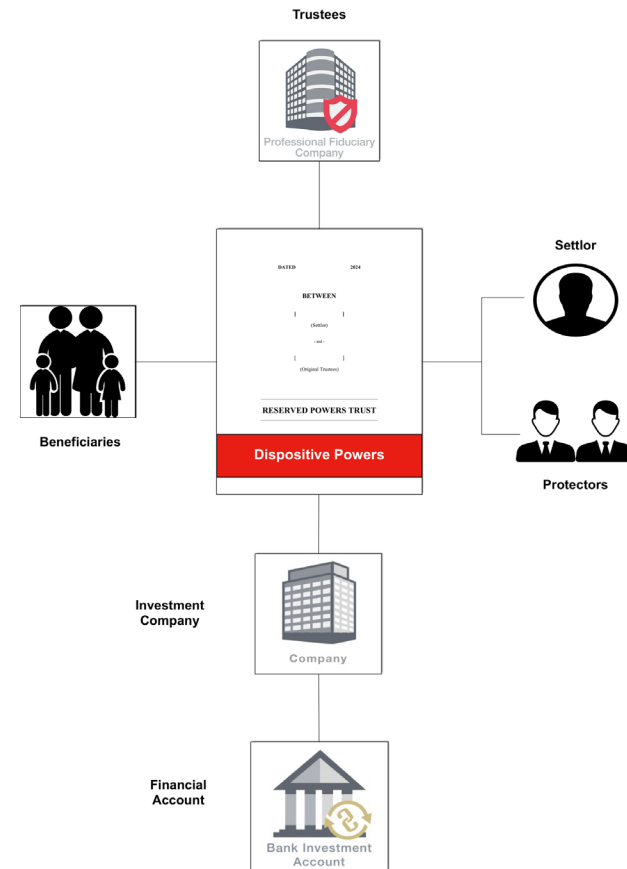 Trustees
Professional Fiduciary
Company
DATED 2024
BETWEEN
[ ]
(Settlor)
- and -
[ ]
(Original Trustees)
RESERVED POWERS TRUST
Dispositive Powers
Settlor
Protectors
Beneficiaries
Investment
Company
Company
Financial
Account
Bank Investment
Account